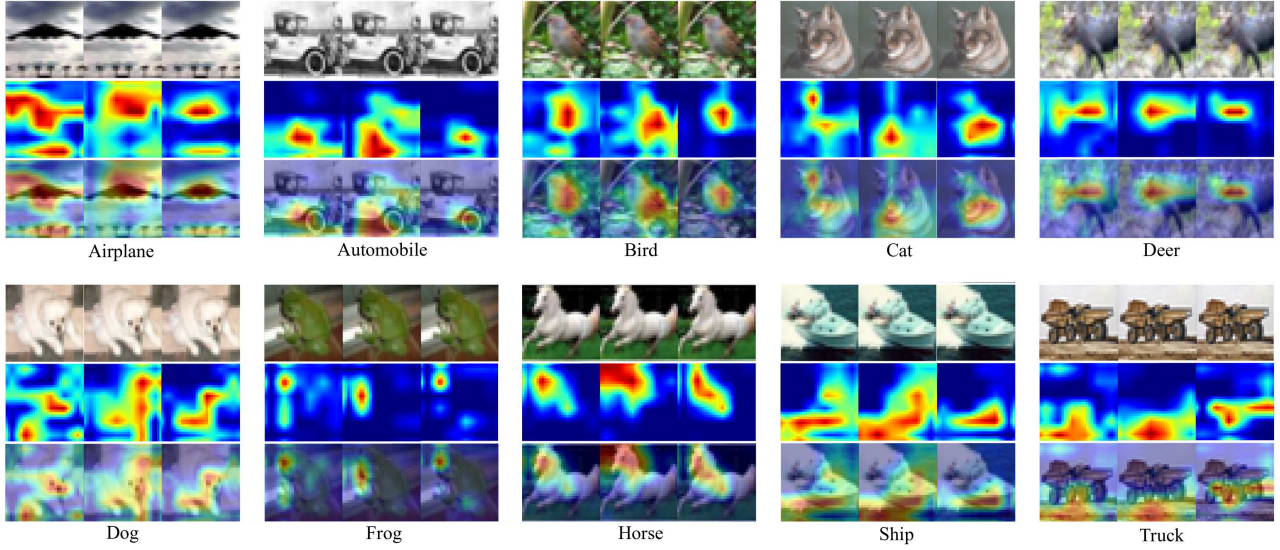 Airplane
Automobile
Bird
Cat
Deer
Dog
Frog
Horse
Ship
Truck